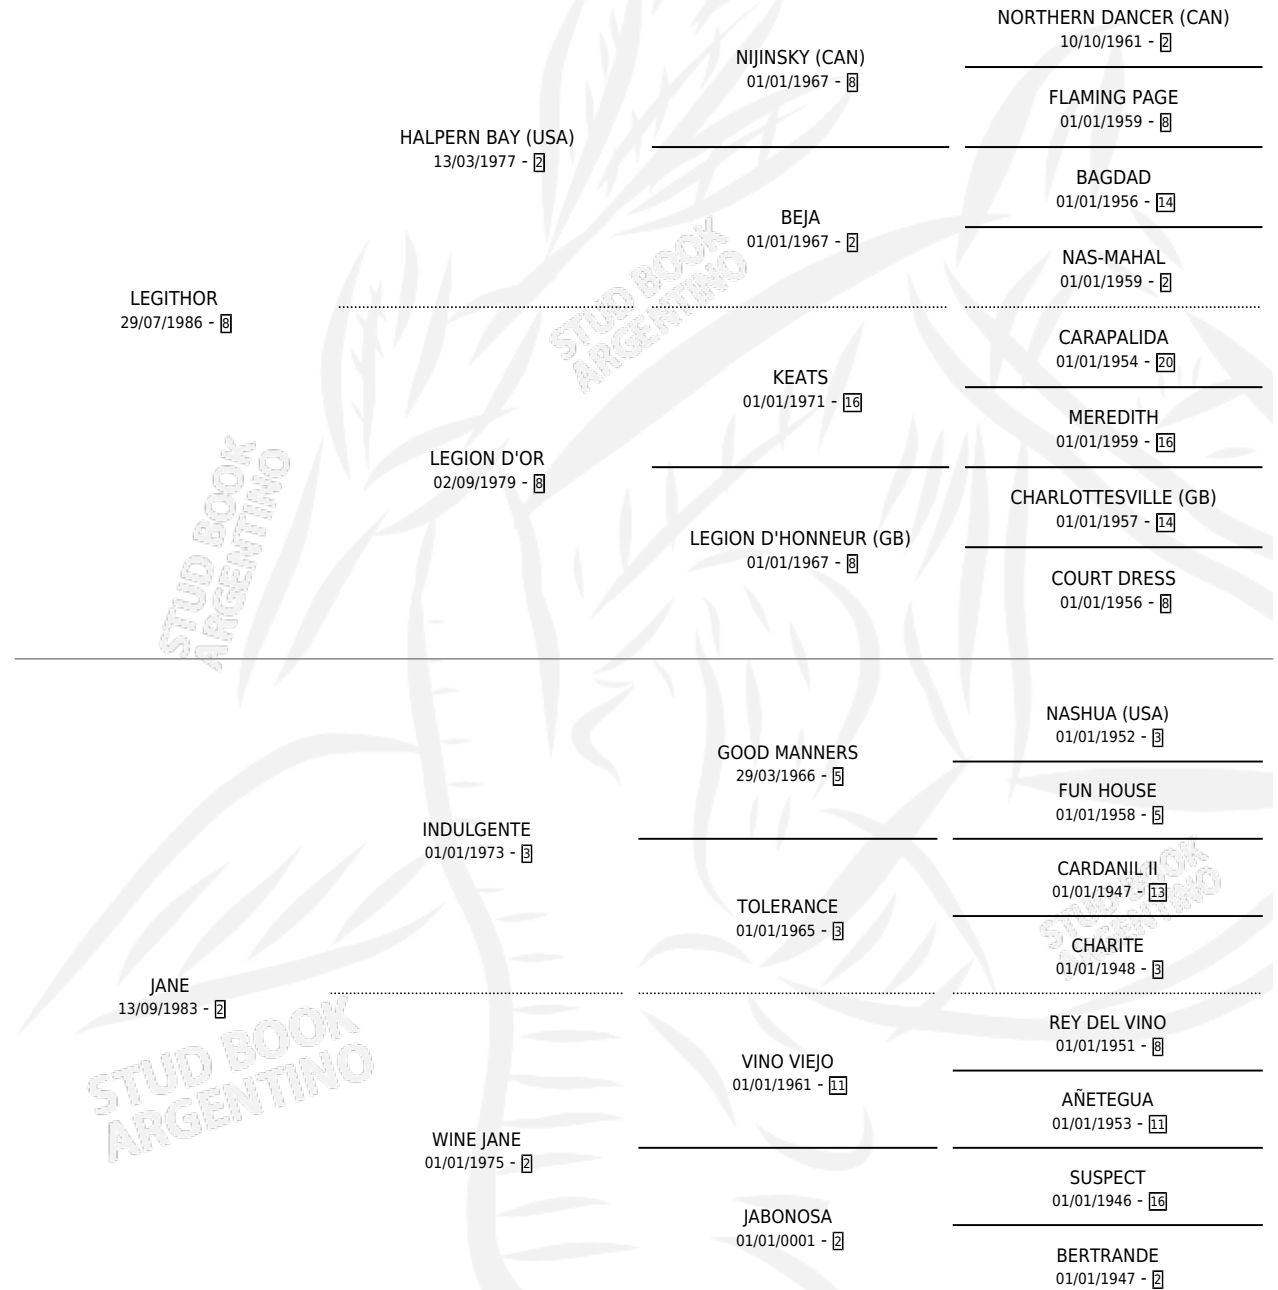 NORTHERN DANCER (CAN)
10/10/1961 - 2
NIJINSKY (CAN)
01/01/1967 - 8
FLAMING PAGE
01/01/1959 - 8
HALPERN BAY (USA)
13/03/1977 - 2
BAGDAD
01/01/1956 - 14
BEJA
01/01/1967 - 2
NAS-MAHAL
01/01/1959 - 2
LEGITHOR
29/07/1986 - 8
CARAPALIDA
01/01/1954 - 20
KEATS
01/01/1971 - 16
MEREDITH
01/01/1959 - 16
LEGION D'OR
02/09/1979 - 8
CHARLOTTESVILLE (GB)
01/01/1957 - 14
LEGION D'HONNEUR (GB)
01/01/1967 - 8
COURT DRESS
01/01/1956 - 8
NASHUA (USA)
01/01/1952 - 3
GOOD MANNERS
29/03/1966 - 5
FUN HOUSE
01/01/1958 - 5
INDULGENTE
01/01/1973 - 3
CARDANIL II
01/01/1947 - 13
TOLERANCE
01/01/1965 - 3
CHARITE
01/01/1948 - 3
JANE
13/09/1983 - 2
REY DEL VINO
01/01/1951 - 8
VINO VIEJO
01/01/1961 - 11
AÑETEGUA
01/01/1953 - 11
WINE JANE
01/01/1975 - 2
SUSPECT
01/01/1946 - 16
JABONOSA
01/01/0001 - 2
BERTRANDE
01/01/1947 - 2
STUD BOOK
ARGENTINO
STUD BOOK
ARGENTINO
STUD BOOK
ARGENTINO
STUD BOOK
ARGENTINO